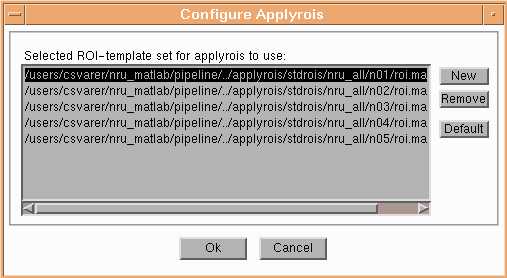 Configure Applyrois
Selected ROI-template set for applyrois to use:
/users/csvarer/nru_matlab/pipeline/../applyrois/stdrois/nru_all/n01/roi.ma
/users/csvarer/nru_matlab/pipeline/../applyrois/stdrois/nru_all/n02/roi.ma
/users/csvarer/nru_matlab/pipeline/../applyrois/stdrois/nru_all/n03/roi.ma
/users/csvarer/nru_matlab/pipeline/../applyrois/stdrois/nru_all/n04/roi.ma
/users/csvarer/nru_matlab/pipeline/../applyrois/stdrois/nru_all/n05/roi.ma
New
Remove
Default
Ok
Cancel